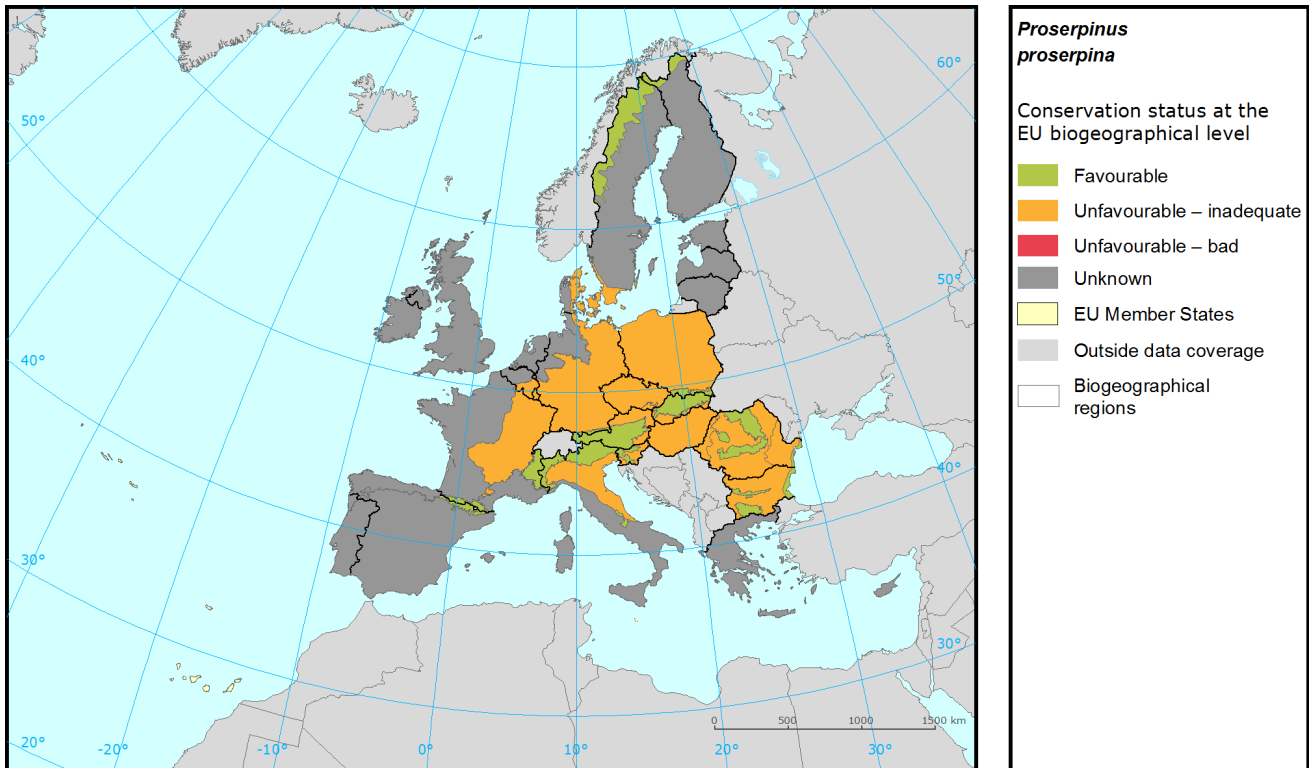 Proserpinus
proserpina
Conservation status at the
EU biogeographical level
Favourable
Unfavourable – inadequate
Unfavourable – bad
Unknown
EU Member States
Outside data coverage
Biogeographical
regions
60°
50°
50°
40°
40°
30°
30°
20°
-20°
-10°
0°
10°
20°
30°
0 500 1000 1500 km